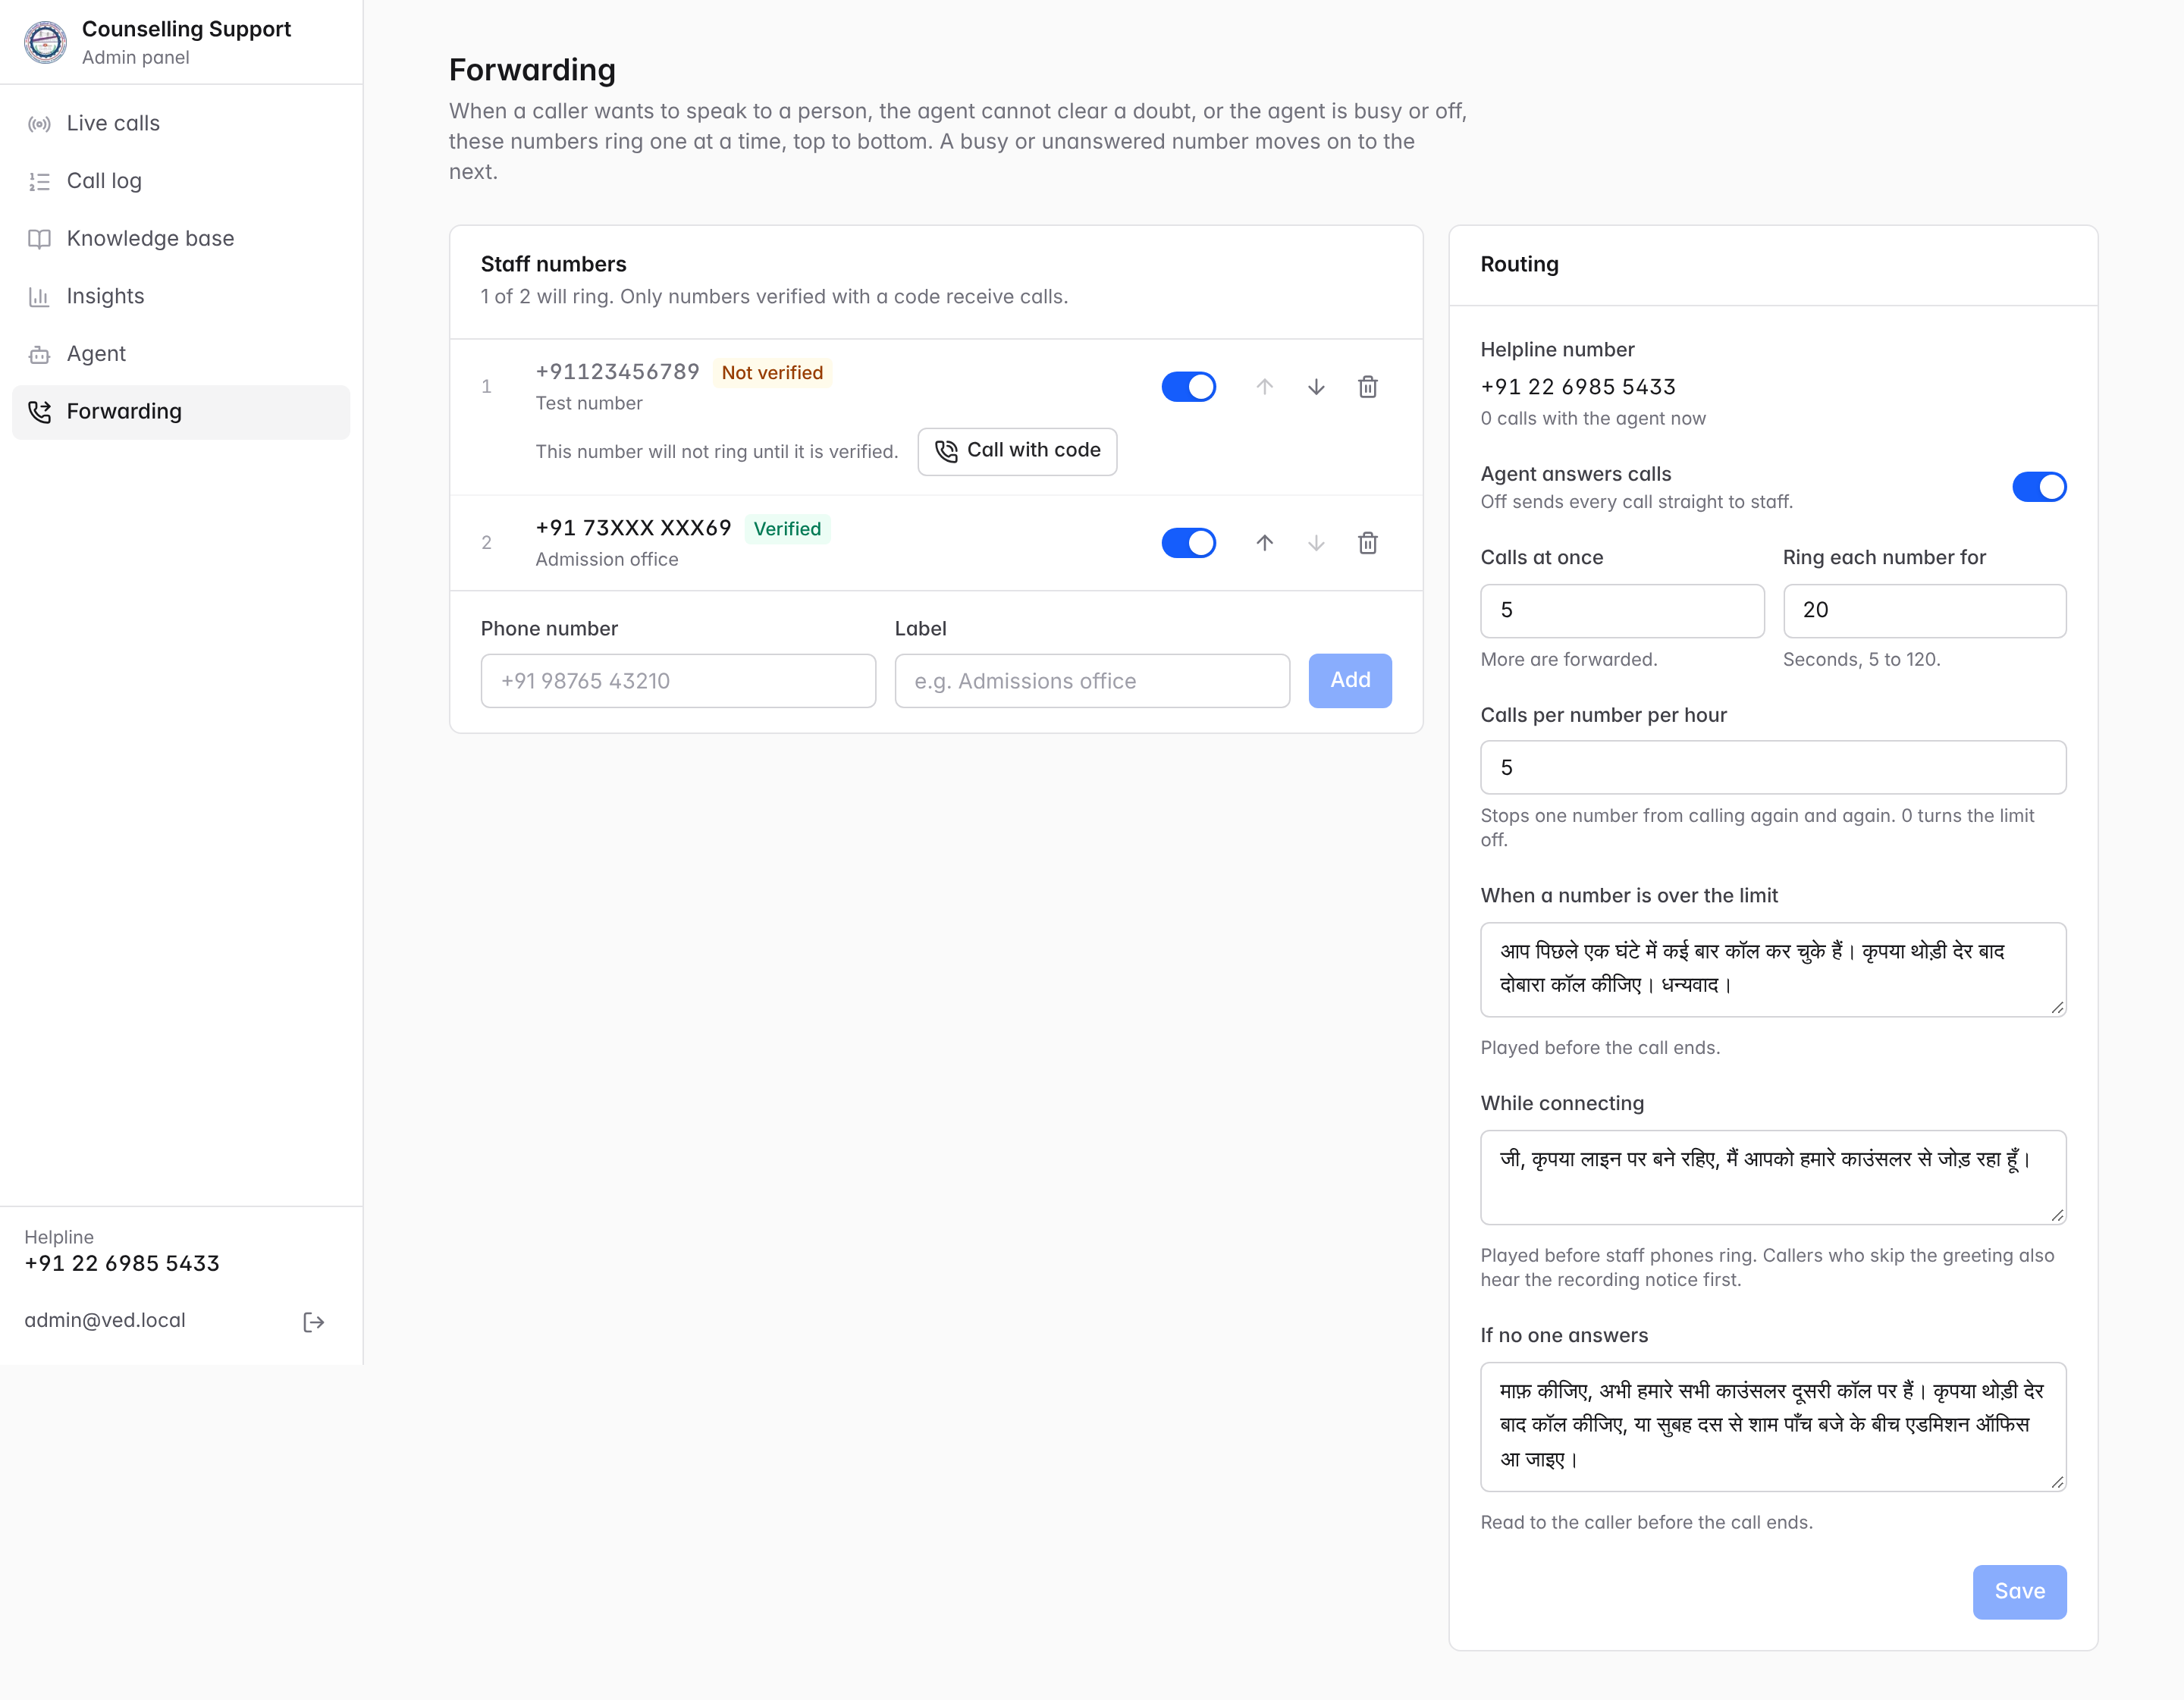 Counselling Support
Admin panel
Live calls
Call log
Knowledge base
Insights
Agent
Forwarding
Helpline
+91 22 6985 5433
admin@ved.local
Forwarding
When a caller wants to speak to a person, the agent cannot clear a doubt, or the agent is busy or off,
these numbers ring one at a time, top to bottom. A busy or unanswered number moves on to the
next.
Staff numbers
1 of 2 will ring. Only numbers verified with a code receive calls.
1
+91123456789 Not verified
Test number
This number will not ring until it is verified. Call with code
2
+91 73XXX XXX69 Verified
Admission office
Phone number Label
+91 98765 43210 e.g. Admissions office Add
Routing
Helpline number
+91 22 6985 5433
0 calls with the agent now
Agent answers calls
Off sends every call straight to staff.
Calls at once Ring each number for
5 20
More are forwarded. Seconds, 5 to 120.
Calls per number per hour
5
Stops one number from calling again and again. 0 turns the limit
off.
When a number is over the limit
आप पिछले एक घंटे में कई बार कॉल कर चुके हैं। कृपया थोड़ी देर बाद
दोबारा कॉल कीजिए। धन्यवाद।
Played before the call ends.
While connecting
जी, कृपया लाइन पर बने रहिए, मैं आपको हमारे काउंसलर से जोड़ रहा हूँ।
Played before staff phones ring. Callers who skip the greeting also
hear the recording notice first.
If no one answers
माफ़ कीजिए, अभी हमारे सभी काउंसलर दूसरी कॉल पर हैं। कृपया थोड़ी देर
बाद कॉल कीजिए, या सुबह दस से शाम पाँच बजे के बीच एडमिशन ऑफिस
आ जाइए।
Read to the caller before the call ends.
Save